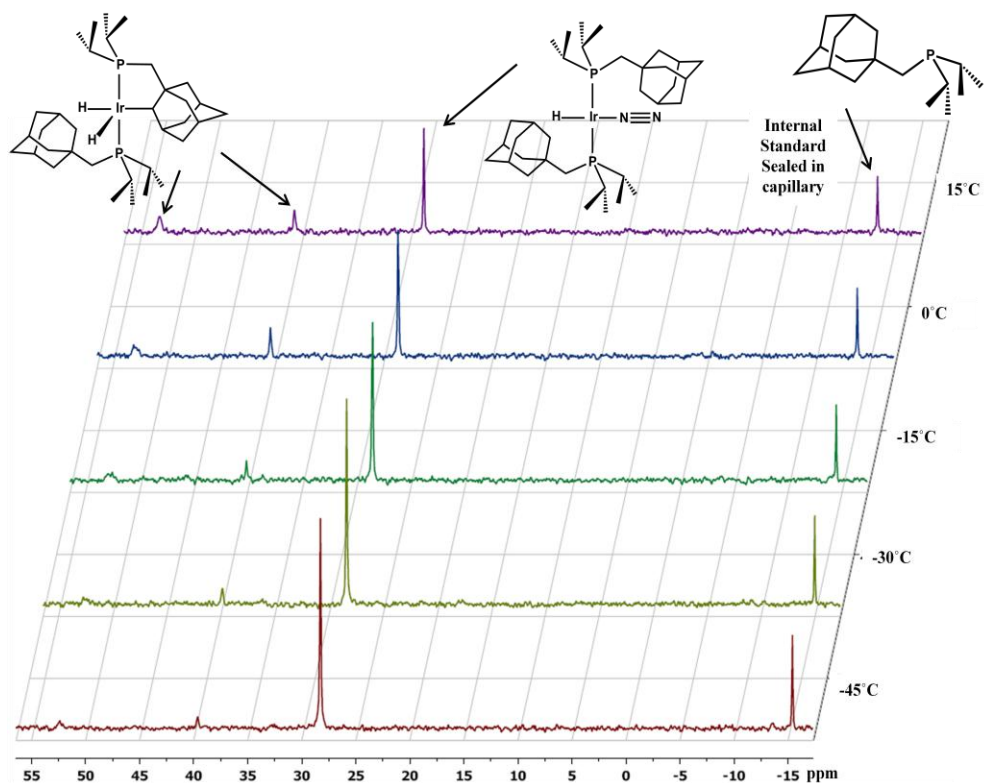 P
H Ir
H
P
P
H Ir N≡N
P
P
Internal
Standard
Sealed in
capillary
15°C
0°C
-15°C
-30°C
-45°C
55 50 45 40 35 30 25 20 15 10 5 0 -5 -10 -15 ppm